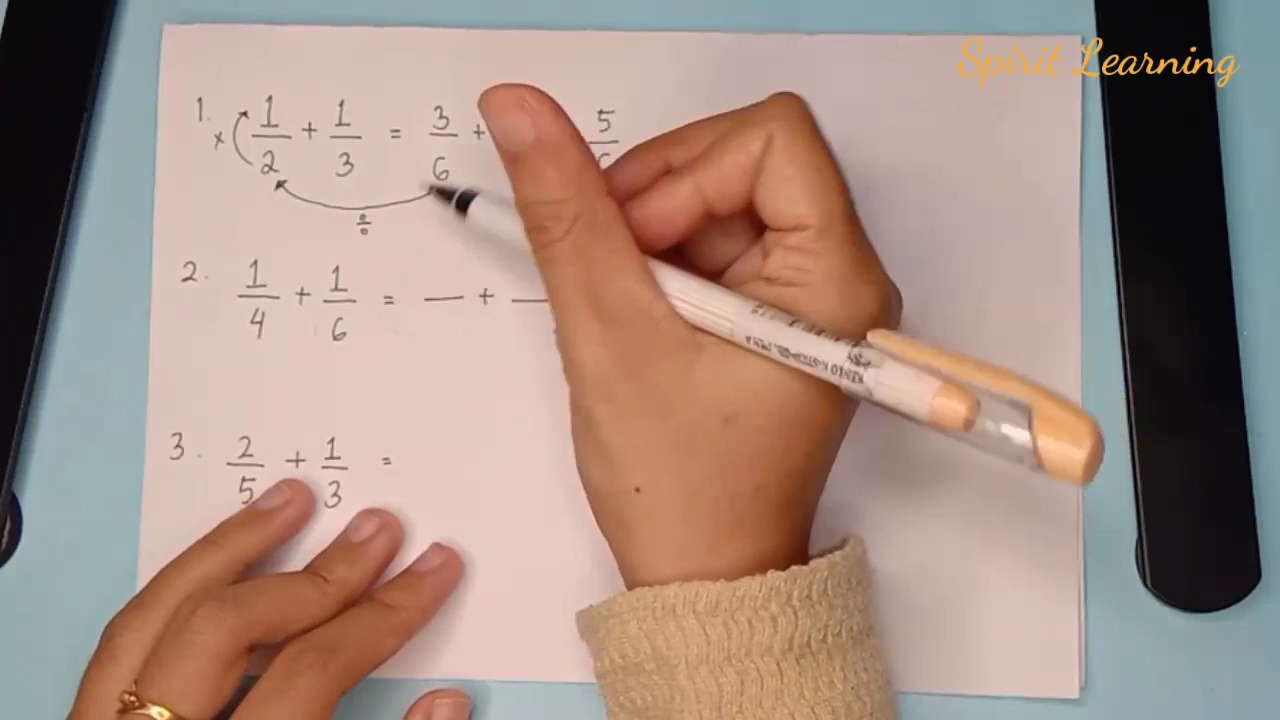 Spirit Learning
1. × 1/2 + 1/3 = 3/6 + 5/
÷
2. 1/4 + 1/6 = — + —
3. 2/5 + 1/3 =